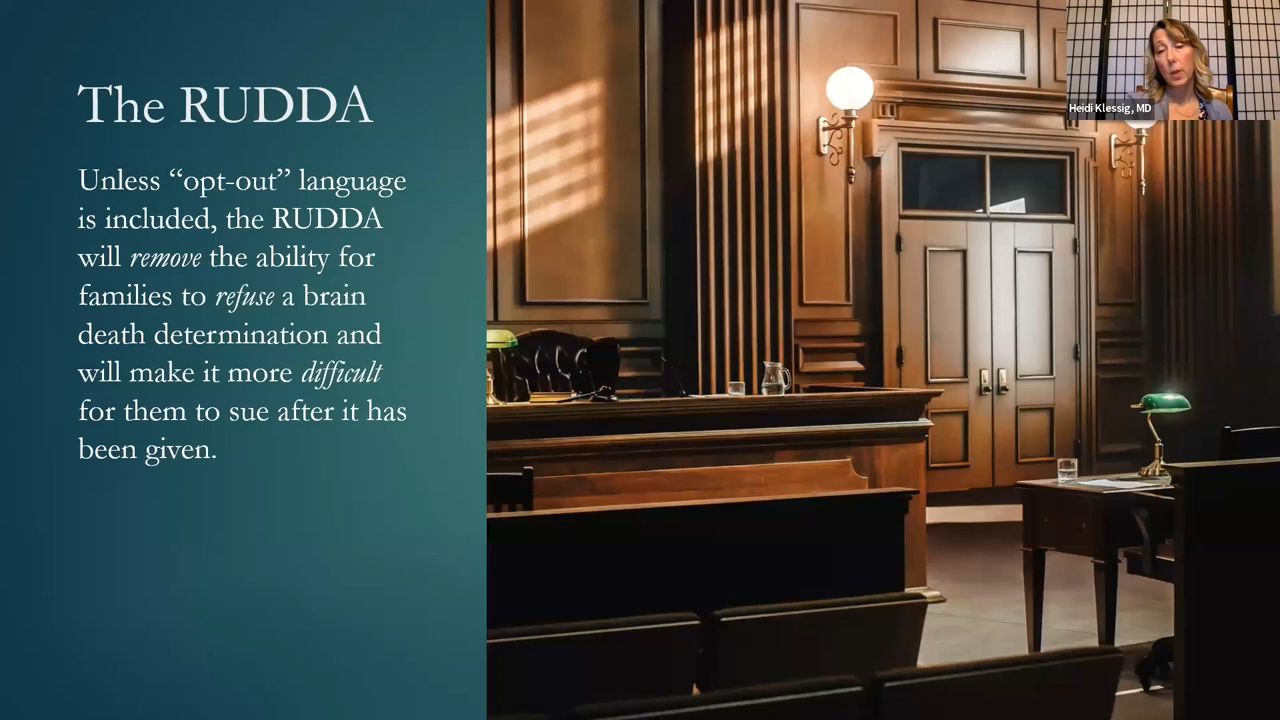 The RUDDA
Unless “opt-out” language
is included, the RUDDA
will remove the ability for
families to refuse a brain
death determination and
will make it more difficult
for them to sue after it has
been given.
Heidi Klessig, MD